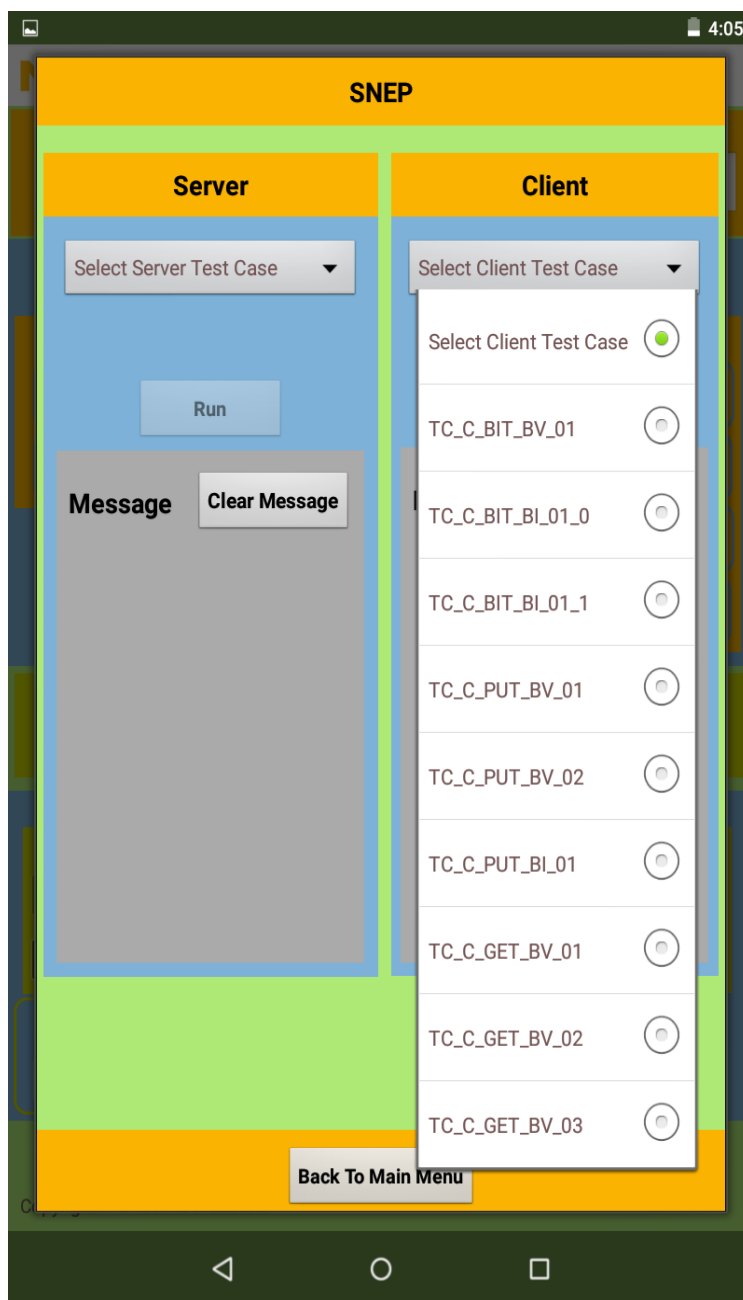 4:05
SNEP
Server
Client
Select Server Test Case
Select Client Test Case
Run
Message
Clear Message
Select Client Test Case
TC_C_BIT_BV_01
TC_C_BIT_BI_01_0
TC_C_BIT_BI_01_1
TC_C_PUT_BV_01
TC_C_PUT_BV_02
TC_C_PUT_BI_01
TC_C_GET_BV_01
TC_C_GET_BV_02
TC_C_GET_BV_03
Back To Main Menu